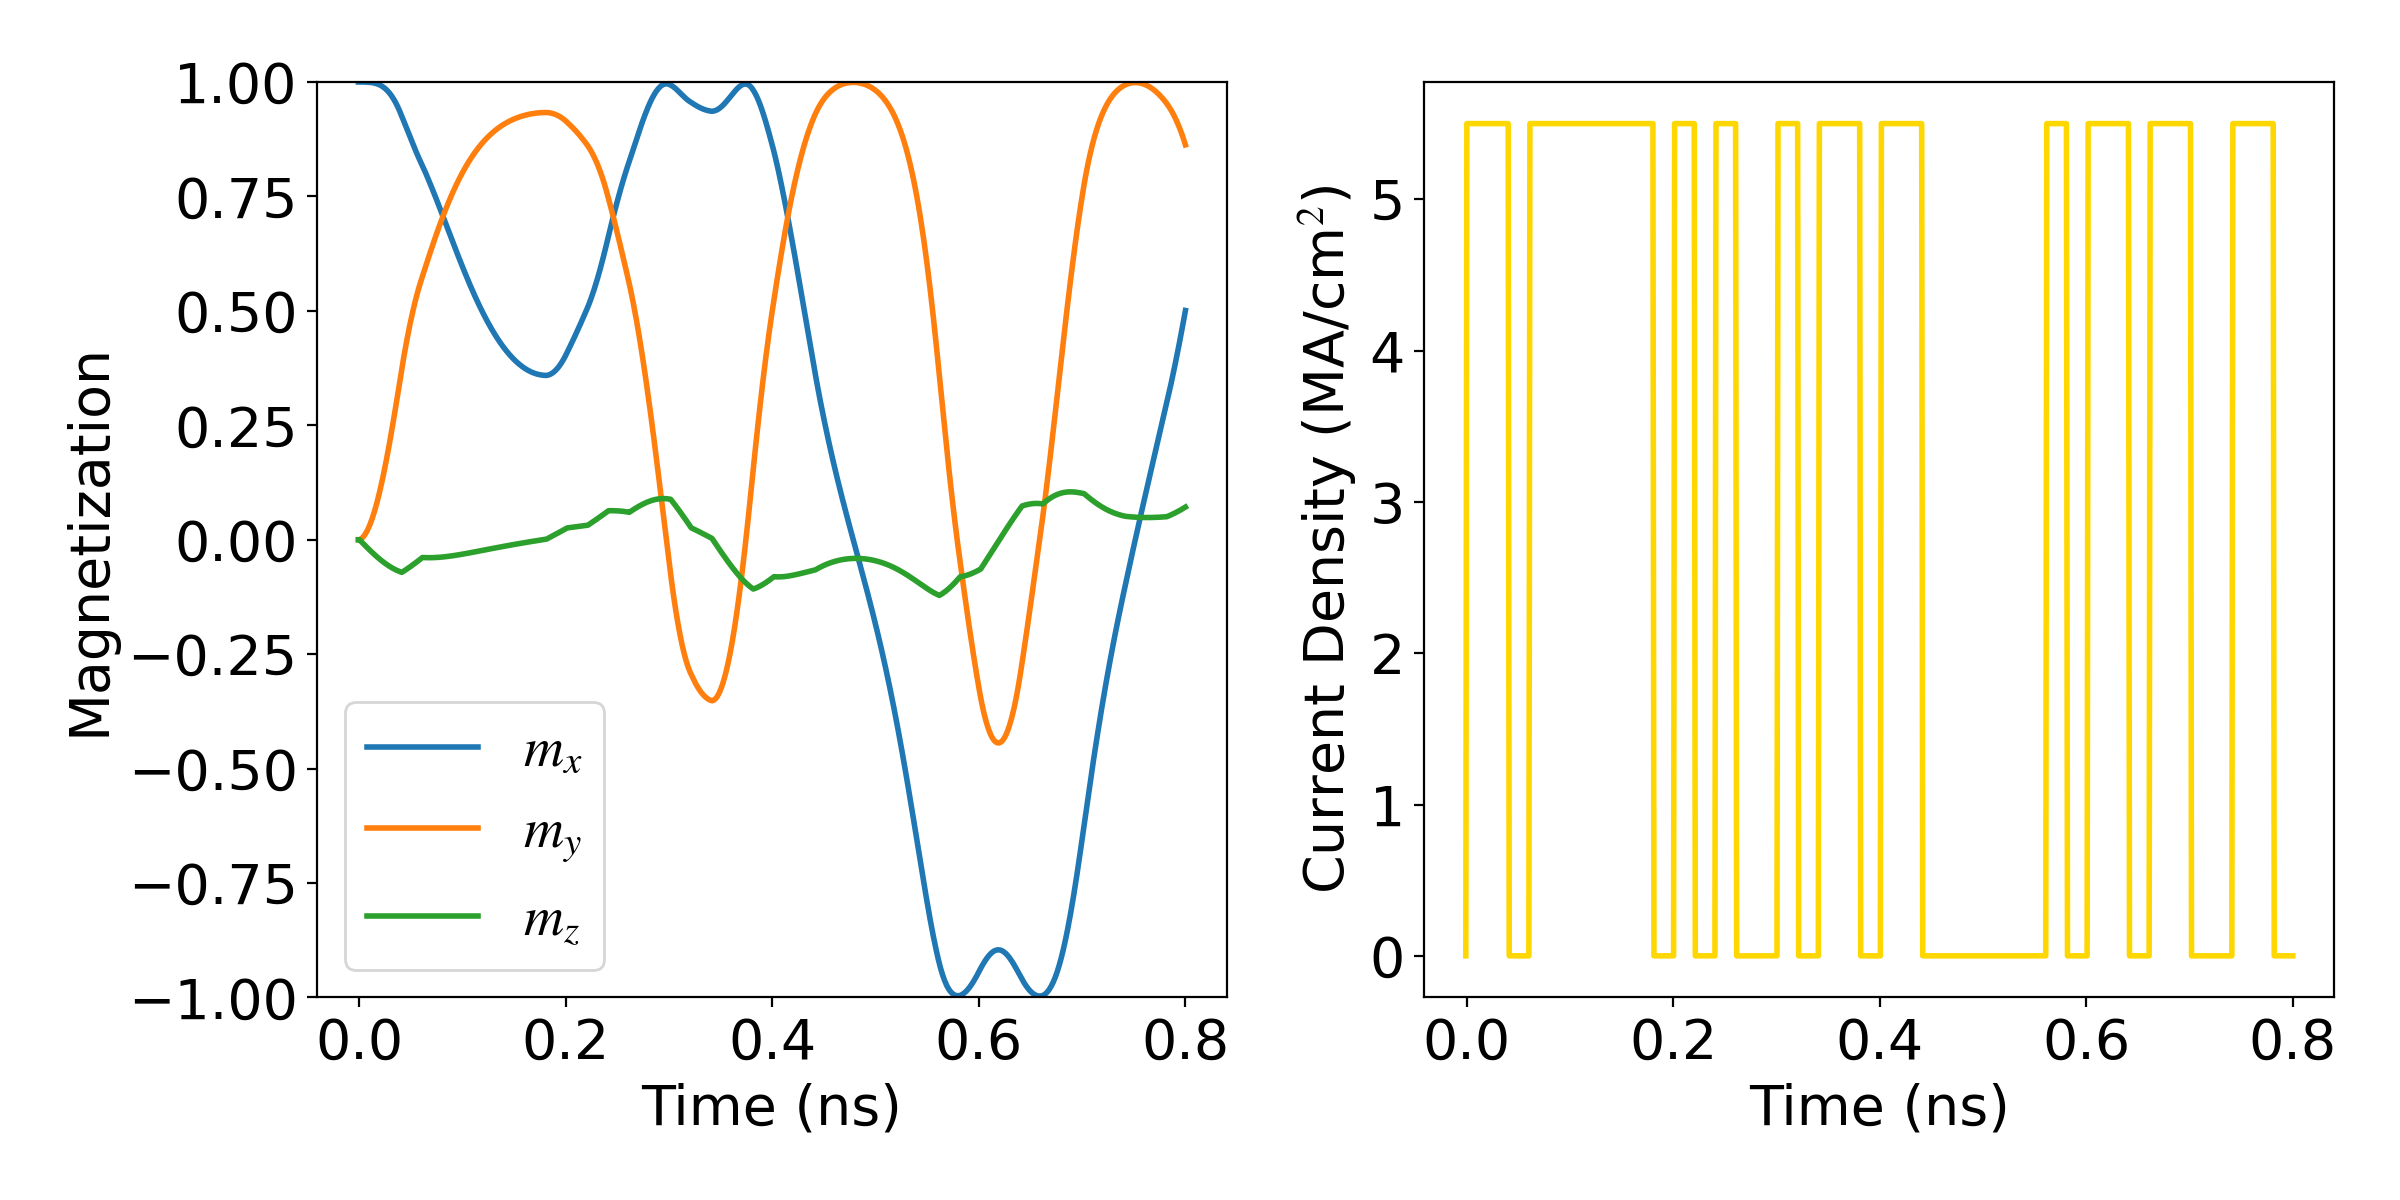 Magnetization
1.00
0.75
0.50
0.25
0.00
−0.25
−0.50
−0.75
−1.00
m_x
m_y
m_z
0.0 0.2 0.4 0.6 0.8
Time (ns)
Current Density (MA/cm²)
5
4
3
2
1
0
0.0 0.2 0.4 0.6 0.8
Time (ns)